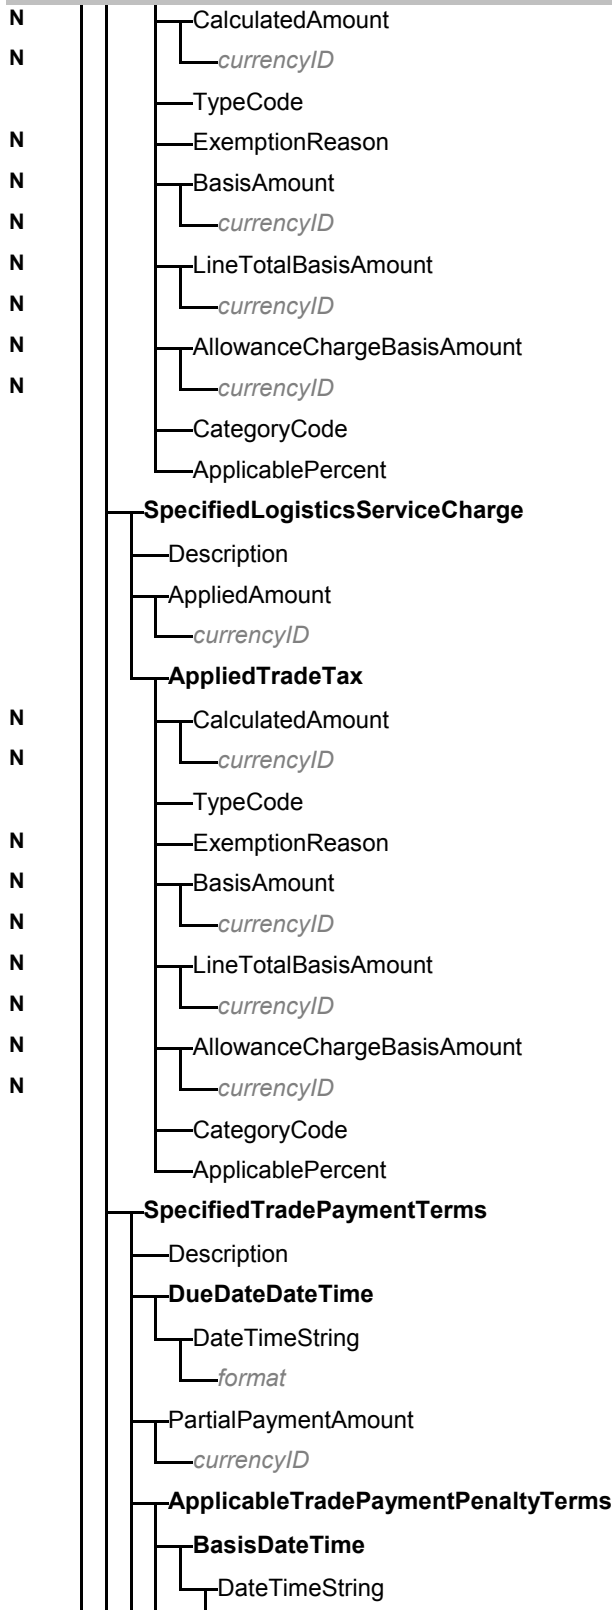 N CalculatedAmount
N currencyID
TypeCode
N ExemptionReason
N BasisAmount
N currencyID
N LineTotalBasisAmount
N currencyID
N AllowanceChargeBasisAmount
N currencyID
CategoryCode
ApplicablePercent
SpecifiedLogisticsServiceCharge
Description
AppliedAmount
currencyID
AppliedTradeTax
N CalculatedAmount
N currencyID
TypeCode
N ExemptionReason
N BasisAmount
N currencyID
N LineTotalBasisAmount
N currencyID
N AllowanceChargeBasisAmount
N currencyID
CategoryCode
ApplicablePercent
SpecifiedTradePaymentTerms
Description
DueDateDateTime
DateTimeString
format
PartialPaymentAmount
currencyID
ApplicableTradePaymentPenaltyTerms
BasisDateTime
DateTimeString